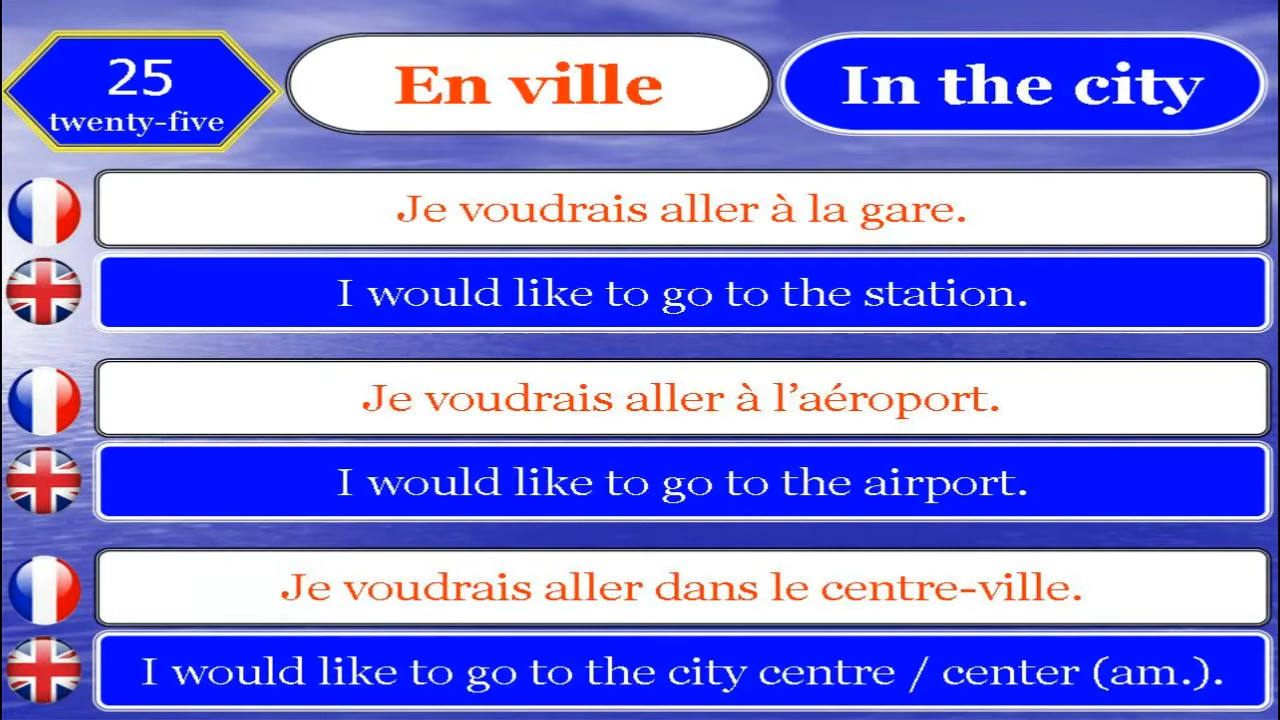 25
twenty-five
En ville
In the city
Je voudrais aller à la gare.
I would like to go to the station.
Je voudrais aller à l’aéroport.
I would like to go to the airport.
Je voudrais aller dans le centre-ville.
I would like to go to the city centre / center (am.).